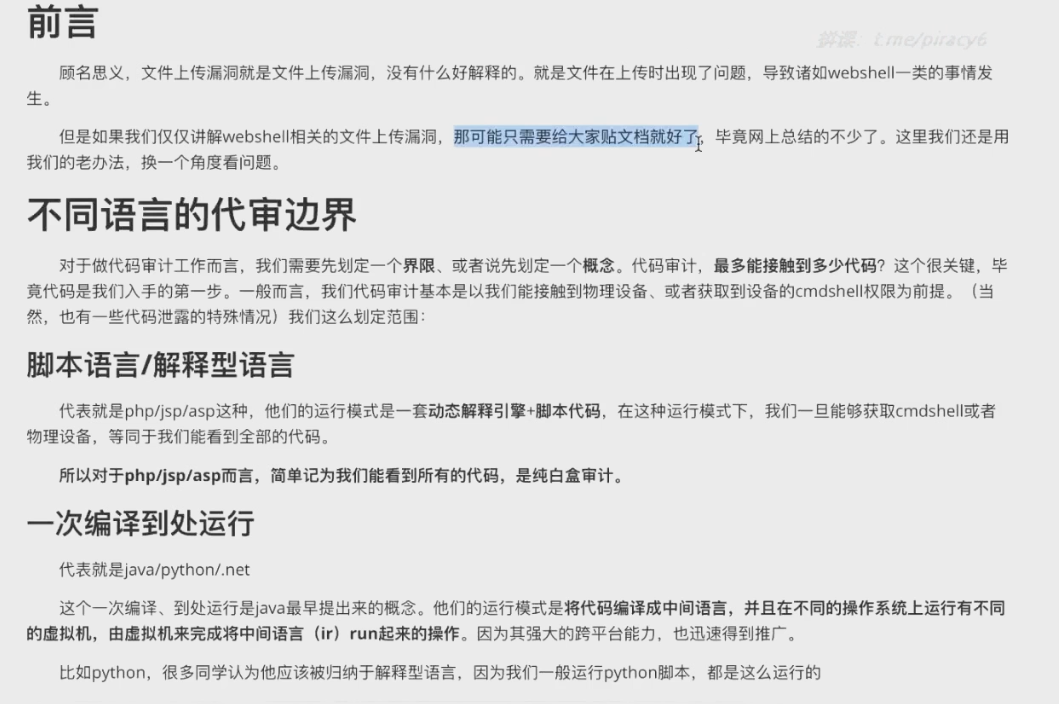 前言
拼课：t.me/piracy6
顾名思义，文件上传漏洞就是文件上传漏洞，没有什么好解释的。就是文件在上传时出现了问题，导致诸如webshell一类的事情发
生。
但是如果我们仅仅讲解webshell相关的文件上传漏洞，那可能只需要给大家贴文档就好了，毕竟网上总结的不少了。这里我们还是用
我们的老办法，换一个角度看问题。
不同语言的代审边界
对于做代码审计工作而言，我们需要先划定一个界限、或者说先划定一个概念。代码审计，最多能接触到多少代码？这个很关键，毕
竟代码是我们入手的第一步。一般而言，我们代码审计基本是以我们能接触到物理设备、或者获取到设备的cmdshell权限为前提。（当
然，也有一些代码泄露的特殊情况）我们这么划定范围：
脚本语言/解释型语言
代表就是php/jsp/asp这种，他们的运行模式是一套动态解释引擎+脚本代码，在这种运行模式下，我们一旦能够获取cmdshell或者
物理设备，等同于我们能看到全部的代码。
所以对于php/jsp/asp而言，简单记为我们能看到所有的代码，是纯白盒审计。
一次编译到处运行
代表就是java/python/.net
这个一次编译、到处运行是java最早提出来的概念。他们的运行模式是将代码编译成中间语言，并且在不同的操作系统上运行有不同
的虚拟机，由虚拟机来完成将中间语言（ir）run起来的操作。因为其强大的跨平台能力，也迅速得到推广。
比如python，很多同学认为他应该被归纳于解释型语言，因为我们一般运行python脚本，都是这么运行的